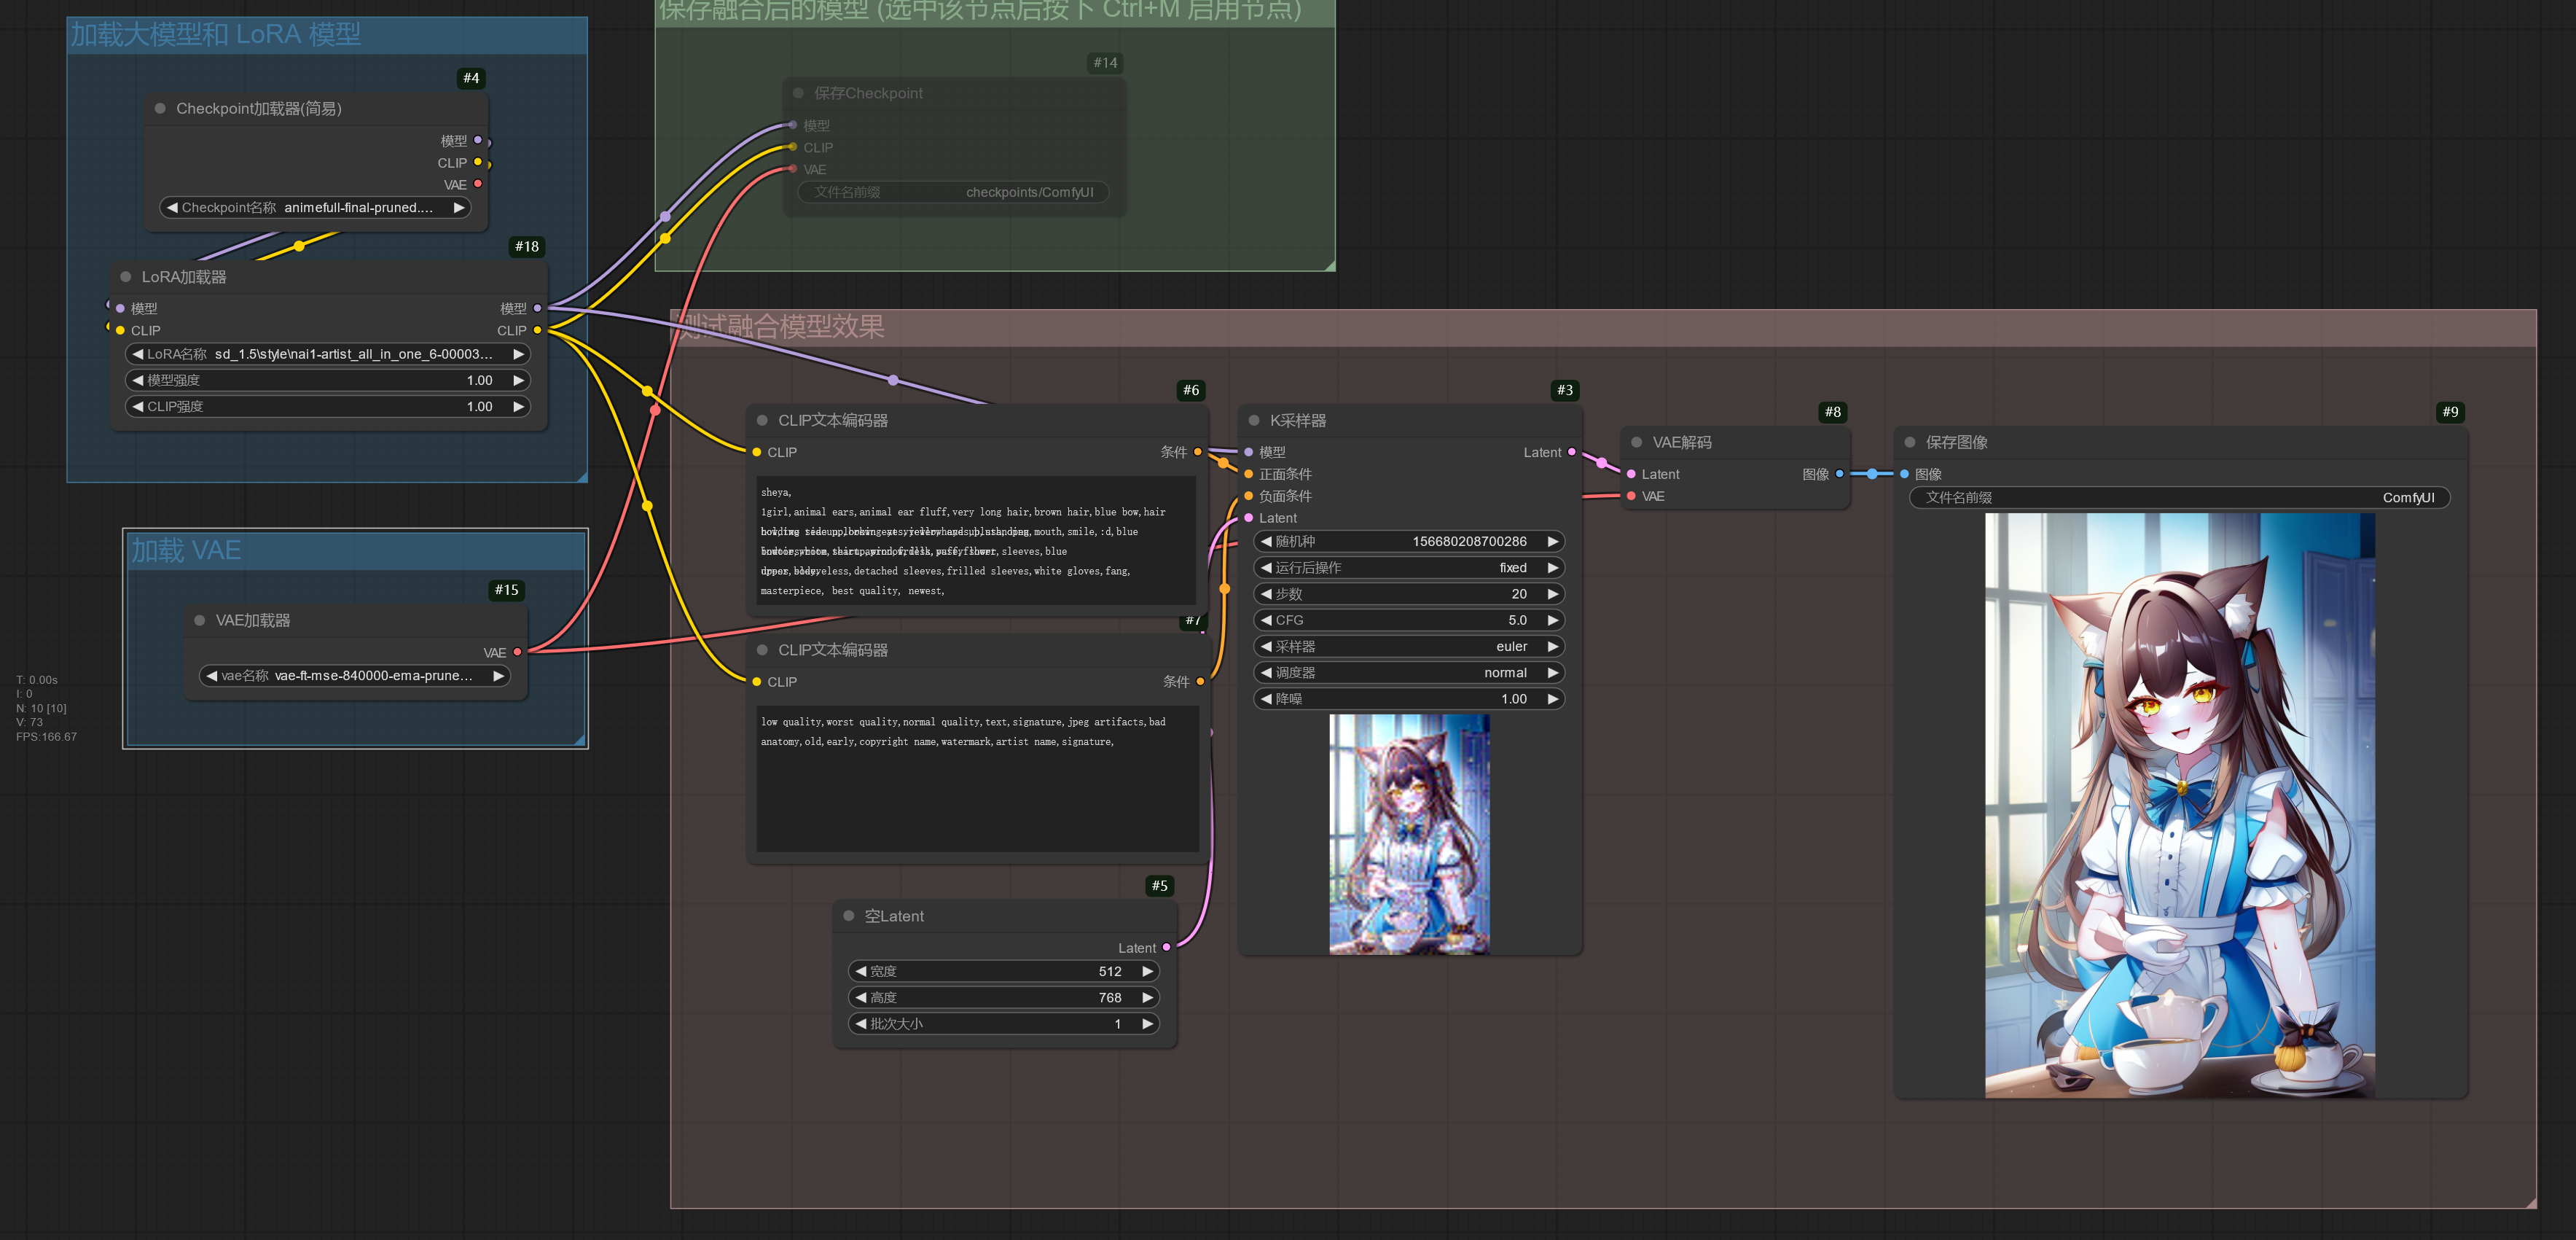 加载大模型和 LoRA 模型
#4
Checkpoint加载器(简易)
模型
CLIP
VAE
Checkpoint名称 animefull-final-pruned....
#18
LoRA加载器
模型 模型
CLIP CLIP
LoRA名称 sd_1.5\style\nai1-artist_all_in_one_6-00003...
模型强度 1.00
CLIP强度 1.00
加载 VAE
#15
VAE加载器
VAE
vae名称 vae-ft-mse-840000-ema-prune...
T: 0.00s
I: 0
N: 10 [10]
V: 73
FPS:166.67
保存融合后的模型 (选中该节点后按下 Ctrl+M 启用节点)
#14
保存Checkpoint
模型
CLIP
VAE
文件名前缀 checkpoints/ComfyUI
测试融合模型效果
#6
CLIP文本编码器
CLIP 条件
sheya,
1girl,animal ears,animal ear fluff,very long hair,brown hair,blue bow,hair
mouth,smile,:d,blue
sleeves,blue
sleeves,frilled sleeves,white gloves,fang,
masterpiece, best quality, newest,
#7
CLIP文本编码器
CLIP 条件
low quality,worst quality,normal quality,text,signature,jpeg artifacts,bad
anatomy,old,early,copyright name,watermark,artist name,signature,
#5
空Latent
Latent
宽度 512
高度 768
批次大小 1
#3
K采样器
模型 Latent
正面条件
负面条件
Latent
随机种 156680208700286
运行后操作 fixed
步数 20
CFG 5.0
采样器 euler
调度器 normal
降噪 1.00
#8
VAE解码
Latent 图像
VAE
#9
保存图像
图像
文件名前缀 ComfyUI